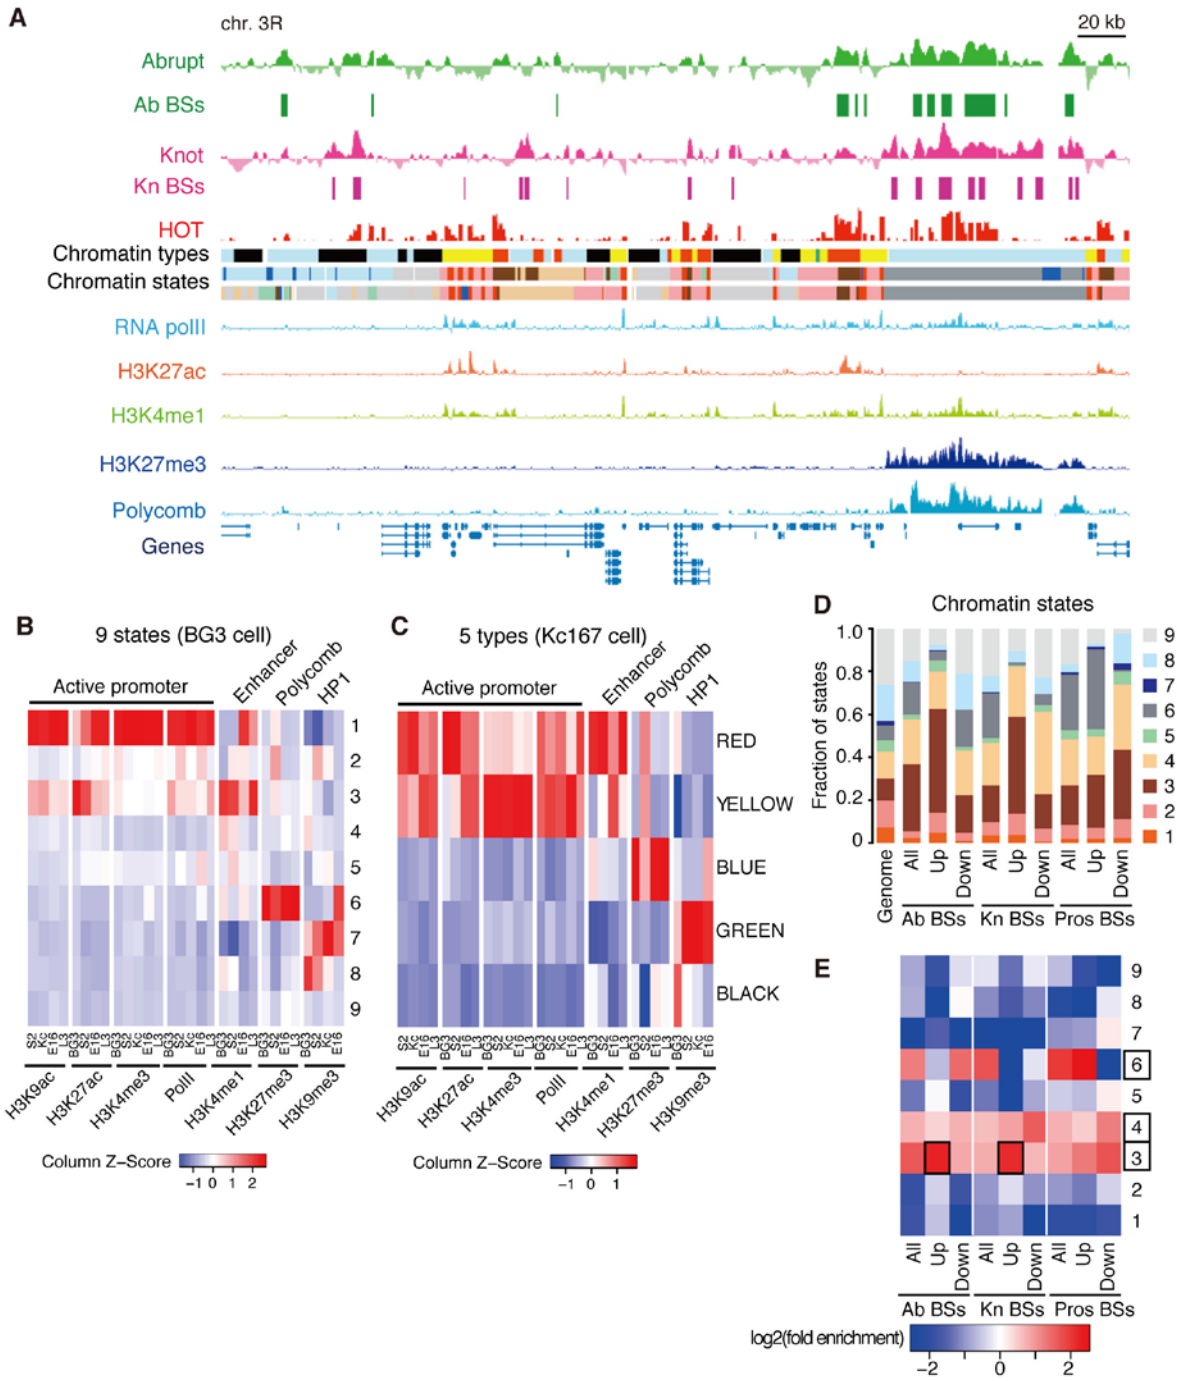 A
chr. 3R
20 kb
Abrupt
Ab BSs
Knot
Kn BSs
HOT
Chromatin types
Chromatin states
RNA polII
H3K27ac
H3K4me1
H3K27me3
Polycomb
Genes
B
9 states (BG3 cell)
Active promoter
Enhancer
Polycomb
HP1
1
2
3
4
5
6
7
8
9
H3K9ac
H3K27ac
H3K4me3
PolII
H3K4me1
H3K27me3
H3K9me3
Column Z–Score
−1 0 1 2
C
5 types (Kc167 cell)
Active promoter
Enhancer
Polycomb
HP1
RED
YELLOW
BLUE
GREEN
BLACK
H3K9ac
H3K27ac
H3K4me3
PolII
H3K4me1
H3K27me3
H3K9me3
Column Z–Score
−1 0 1
D
Chromatin states
Fraction of states
1.0
0.8
0.6
0.4
0.2
0
9
8
7
6
5
4
3
2
1
Genome All Up Down All Up Down All Up Down
Ab BSs Kn BSs Pros BSs
E
9
8
7
6
5
4
3
2
1
All Up Down All Up Down All Up Down
Ab BSs Kn BSs Pros BSs
log2(fold enrichment)
−2 0 2